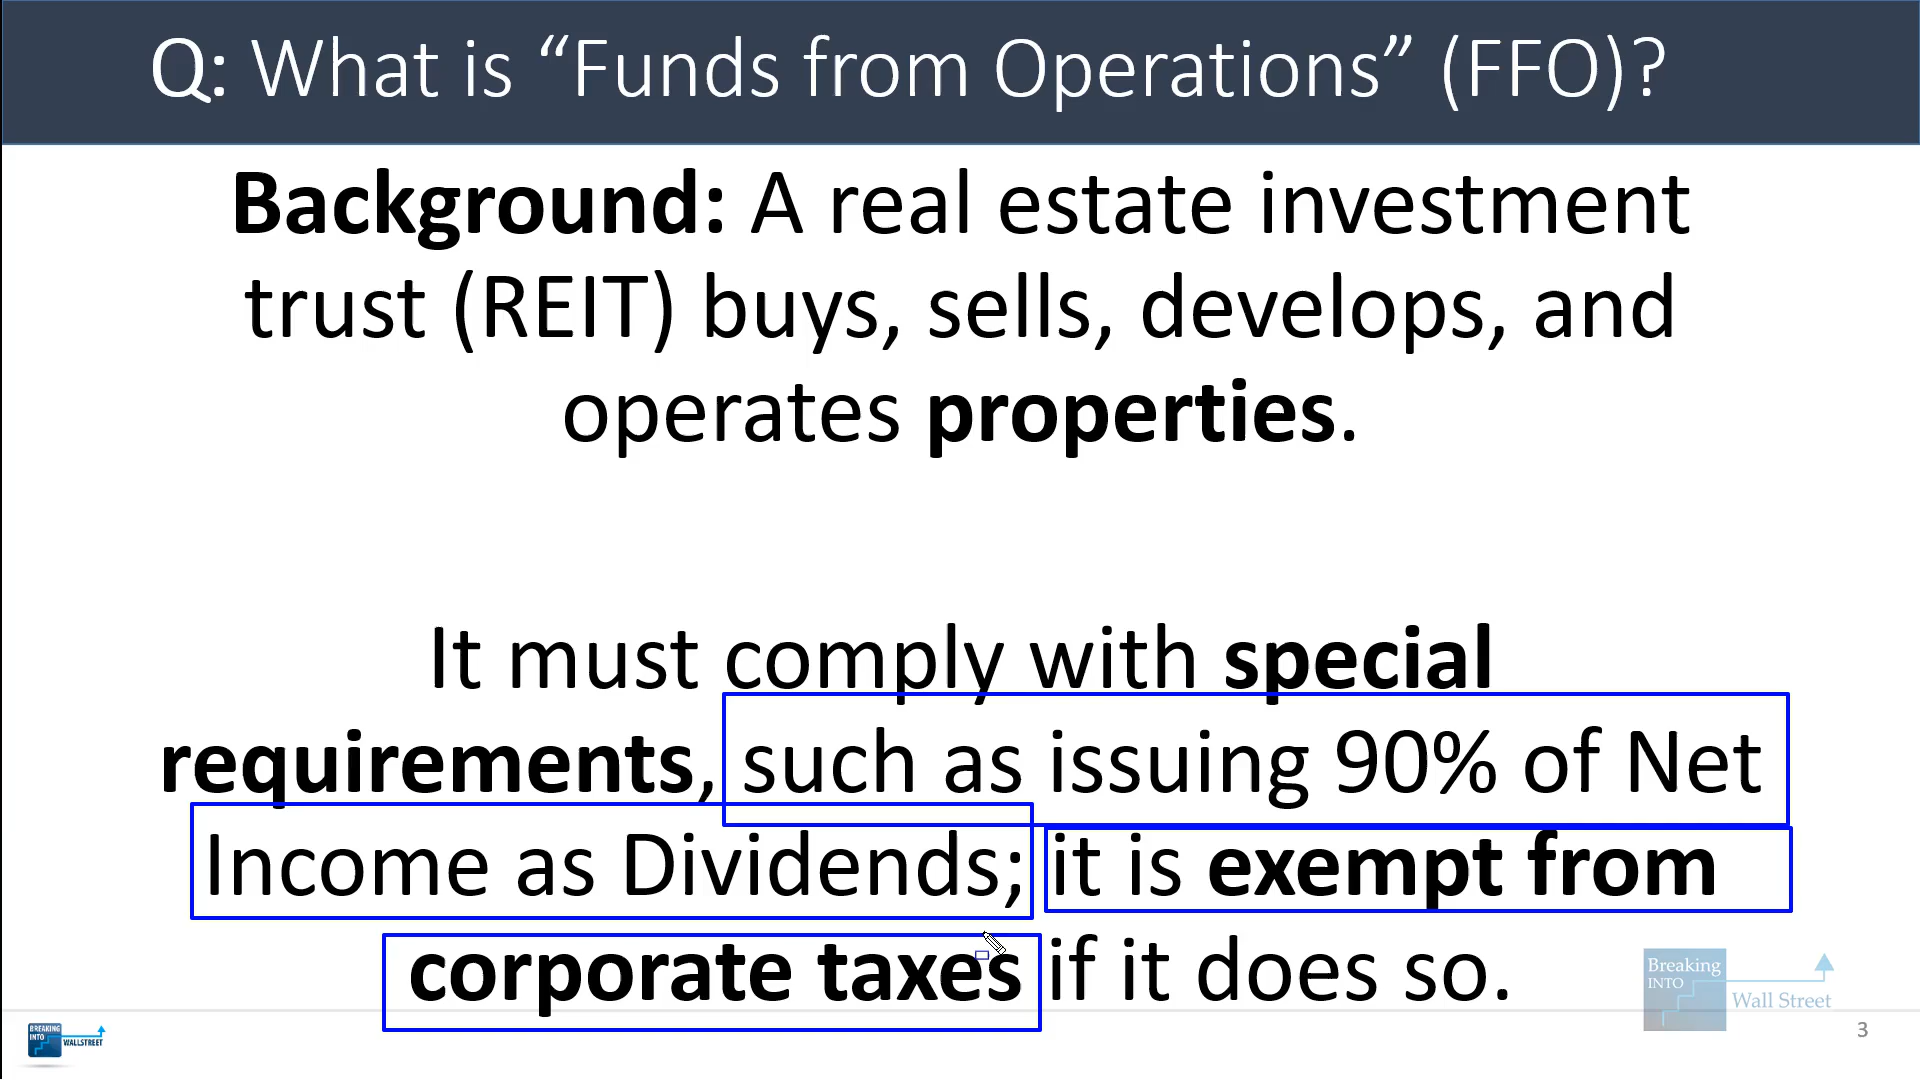 Q: What is “Funds from Operations” (FFO)?
Background: A real estate investment
trust (REIT) buys, sells, develops, and
operates properties.
It must comply with special
requirements, such as issuing 90% of Net
Income as Dividends; it is exempt from
corporate taxes if it does so.
Breaking
INTO
Wall Street
BREAKING
INTO
WALLSTREET
3